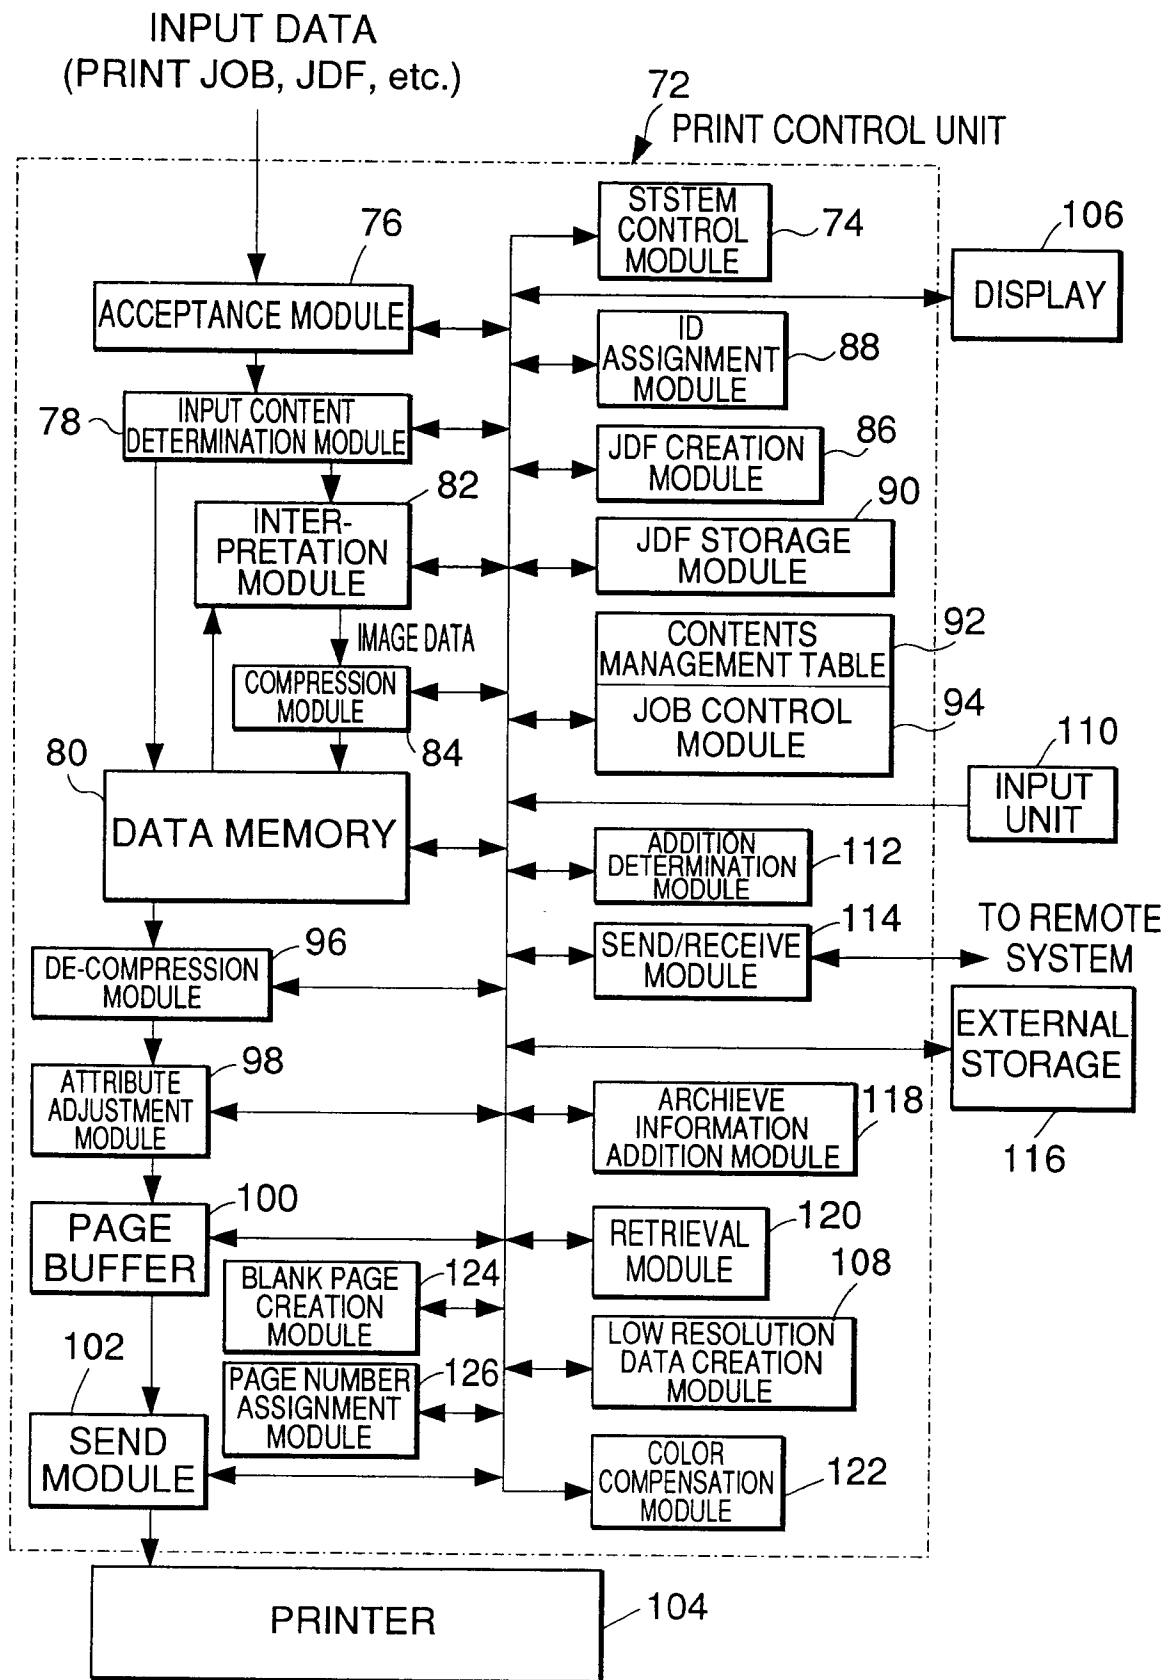 INPUT DATA
(PRINT JOB, JDF, etc.)
72
PRINT CONTROL UNIT
STSTEM
CONTROL
MODULE
74
76
ACCEPTANCE MODULE
106
DISPLAY
ID
ASSIGNMENT
MODULE
88
78
INPUT CONTENT
DETERMINATION MODULE
JDF CREATION
MODULE
86
82
INTER-
PRETATION
MODULE
90
JDF STORAGE
MODULE
IMAGE DATA
CONTENTS
MANAGEMENT TABLE
92
COMPRESSION
MODULE
84
JOB CONTROL
MODULE
94
80
DATA MEMORY
110
INPUT
UNIT
ADDITION
DETERMINATION
MODULE
112
96
DE-COMPRESSION
MODULE
SEND/RECEIVE
MODULE
114
TO REMOTE
SYSTEM
EXTERNAL
STORAGE
116
98
ATTRIBUTE
ADJUSTMENT
MODULE
ARCHIEVE
INFORMATION
ADDITION MODULE
118
100
PAGE
BUFFER
RETRIEVAL
MODULE
120
BLANK PAGE
CREATION
MODULE
124
108
LOW RESOLUTION
DATA CREATION
MODULE
102
PAGE NUMBER
ASSIGNMENT
MODULE
126
SEND
MODULE
COLOR
COMPENSATION
MODULE
122
PRINTER
104